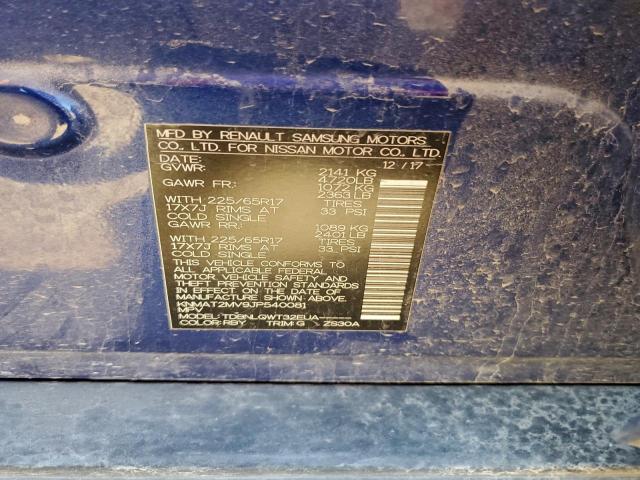 MFD BY RENAULT SAMSUNG MOTORS
CO., LTD. FOR NISSAN MOTOR CO., LTD.
DATE: 12 / 17
GVWR: 2141 KG
4720LB
GAWR FR: 1072 KG
2363 LB
WITH 225/65R17 TIRES
17X7J RIMS AT 33 PSI
COLD SINGLE
GAWR RR: 1089 KG
2401 LB
WITH 225/65R17 TIRES
17X7J RIMS AT 33 PSI
COLD SINGLE
THIS VEHICLE CONFORMS TO
ALL APPLICABLE FEDERAL
MOTOR VEHICLE SAFETY AND
THEFT PREVENTION STANDARDS
IN EFFECT ON THE DATE OF
MANUFACTURE SHOWN ABOVE.
KNMAT2MV9JP540081
MPV
MODEL: TDBNLQWT32EUA
COLOR: RBY TRIM: G ZS30A